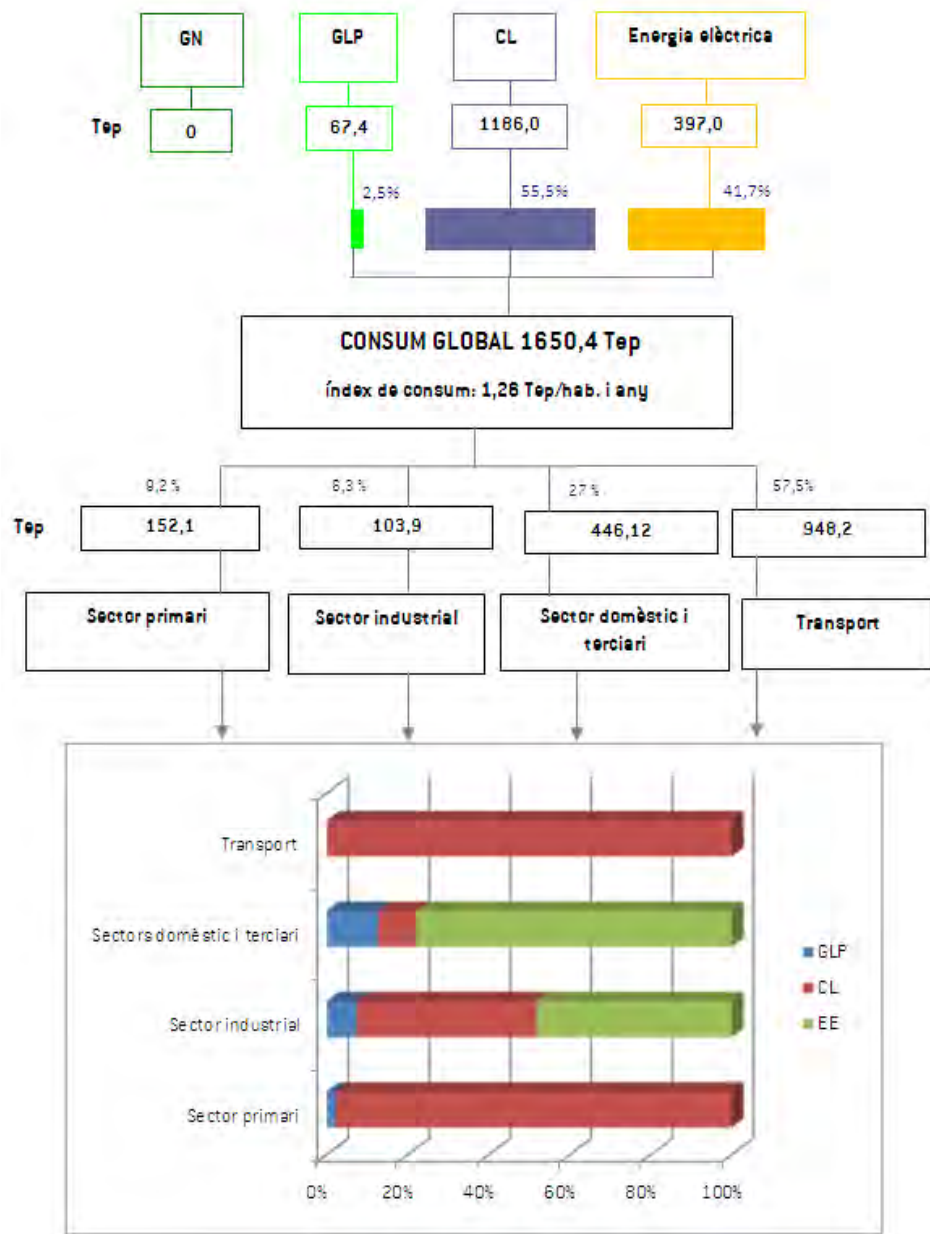 GN
GLP
CL
Energia elèctrica
Tep
0
67,4
1186,0
397,0
2,5%
55,5%
41,7%
CONSUM GLOBAL 1650,4 Tep
índex de consum: 1,26 Tep/hab. i any
9,2%
6,3%
27%
57,5%
Tep
152,1
103,9
446,12
948,2
Sector primari
Sector industrial
Sector domèstic i
terciari
Transport
Transport
Sectors domèstic i terciari
Sector industrial
Sector primari
0%
20%
40%
60%
80%
100%
GLP
CL
EE